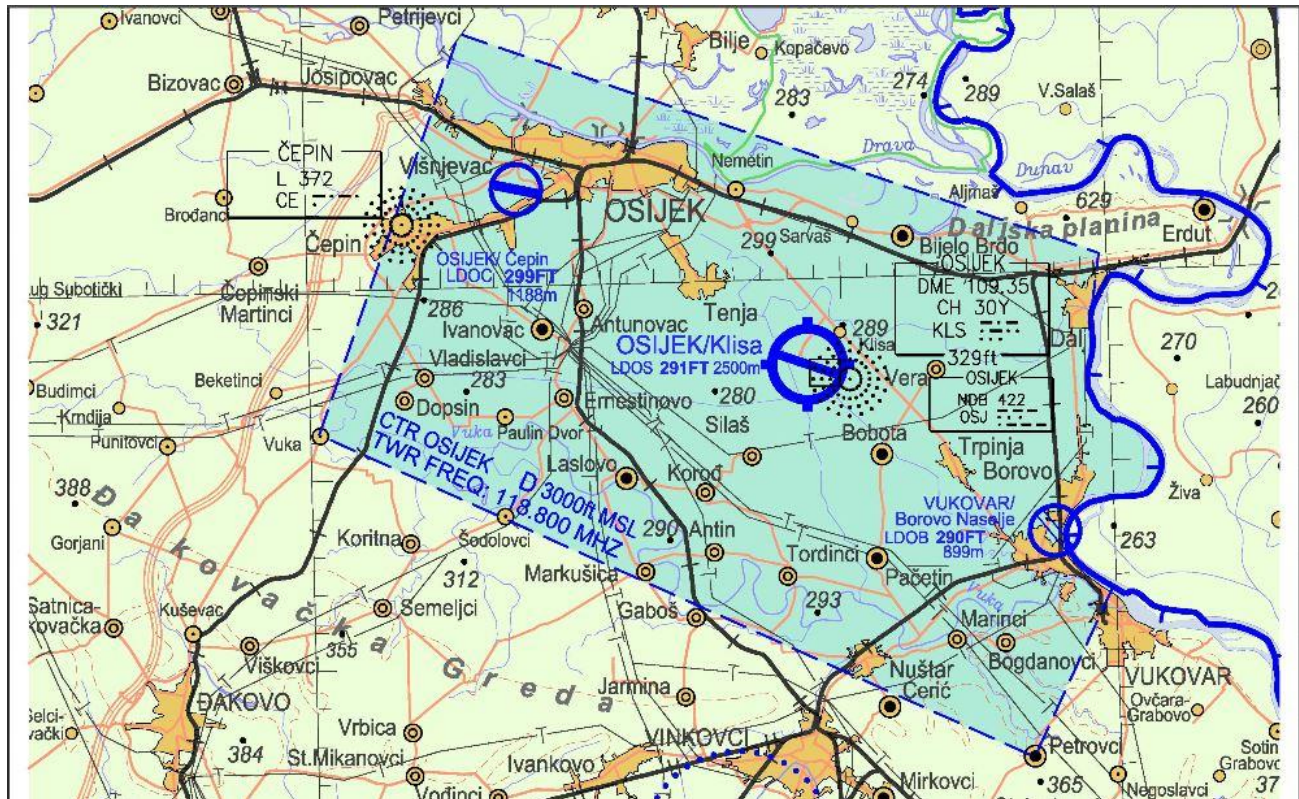 Ivanovci
Petrijevci
Bilje
Kopačevo
274
289
V.Salaš
Bizovac
Josipovac
283
Drava
Dunav
ČEPIN
L 372
CE
Višnjevac
Nemetin
Aljmaš
629
Brođanc
OSIJEK
Sarvaš
Daljska planina
Erdut
Čepin
299
Bijelo Brdo
OSIJEK/ Čepin
LDOC 299FT
1188m
OSIJEK
DME 109.35
CH 30Y
KLS
329ft
ug Subotički
Čepinski
Martinci
321
286
Ivanovac
Antunovac
Tenja
289
Klisa
Dalj
270
OSIJEK/Klisa
LDOS 291FT 2500m
Vladislavci
283
280
Vera
OSIJEK
NDB 422
OSJ
Budimci
Krndija
Beketinci
Labudnjač
260
Dopsin
Ernestinovo
Silaš
Punitovci
Vuka
Vuka
Paulin Dvor
Bobota
Trpinja
Borovo
CTR OSIJEK
D 3000ft MSL
TWR FREQ: 118.800 MHZ
Laslovo
Korođ
388
Živa
VUKOVAR/
Borovo Naselje
LDOB 290FT
899m
Gorjani
Koritna
Šodolovci
290
Antin
263
312
Markušica
Tordinci
Pačetin
Đakovačka Greda
Satnica-
kovačka
Kuševac
Semeljci
293
Vuka
Gaboš
Marinci
Viškovci
355
Bogdanovci
Nuštar
Cerić
VUKOVAR
ĐAKOVO
Jarmina
Ovčara-
Grabovo
Selci-
vački
Vrbica
384
VINKOVCI
St.Mikanovci
Ivankovo
Petrovci
365
Sotin
Grabovo
Vođinci
Mirkovci
Negoslavci
37